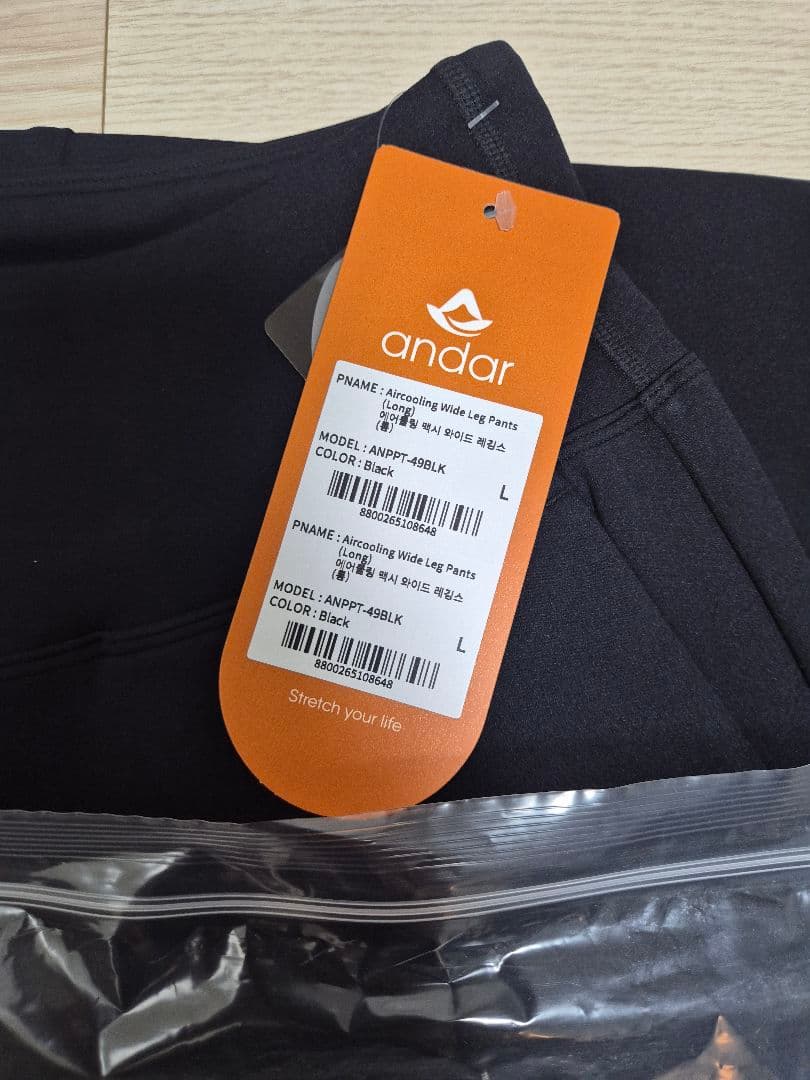 andar
PNAME : Aircooling Wide Leg Pants
(Long)
에어쿨링 맥시 와이드 레깅스
(롱)
MODEL : ANPPT-49BLK
COLOR : Black
L
8800265108648
PNAME : Aircooling Wide Leg Pants
(Long)
에어쿨링 맥시 와이드 레깅스
(롱)
MODEL : ANPPT-49BLK
COLOR : Black
L
8800265108648
Stretch your life